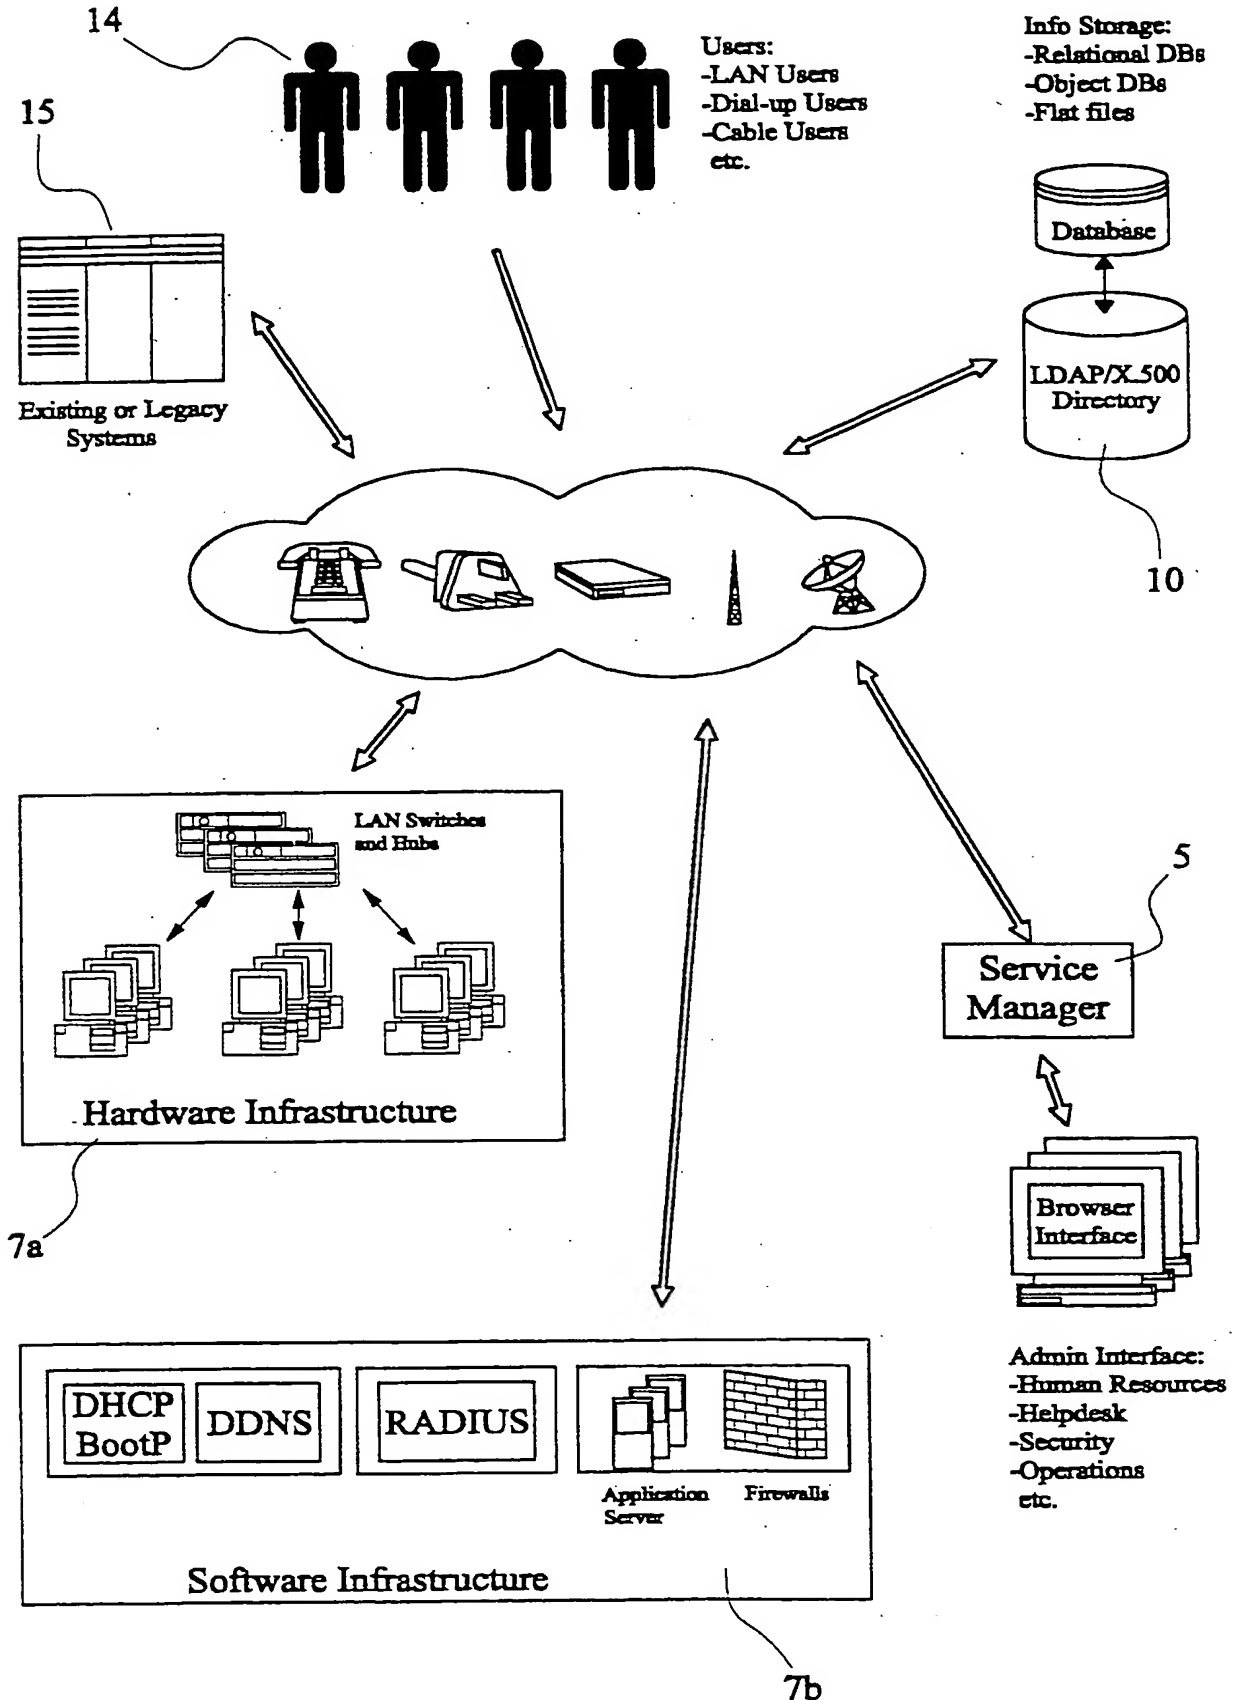 14
Users:
-LAN Users
-Dial-up Users
-Cable Users
etc.
Info Storage:
-Relational DBs
-Object DBs
-Flat files
15
Database
LDAP/X.500
Directory
Existing or Legacy
Systems
10
LAN Switches
and Hubs
5
Service
Manager
Hardware Infrastructure
7a
Browser
Interface
Admin Interface:
-Human Resources
-Helpdesk
-Security
-Operations
etc.
DHCP
BootP
DDNS
RADIUS
Application
Server
Firewalls
Software Infrastructure
7b